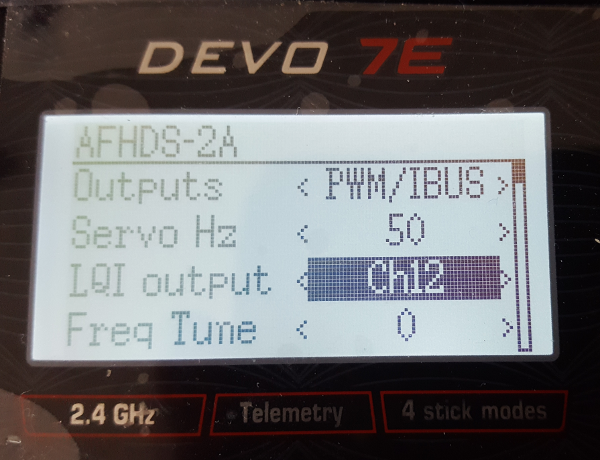 DEVO 7E
AFHDS-2A
Outputs < PWM/IBUS >
Servo Hz < 50 >
LQI output < Ch12 >
Freq Tune < 0 >
2.4 GHz Telemetry 4 stick modes